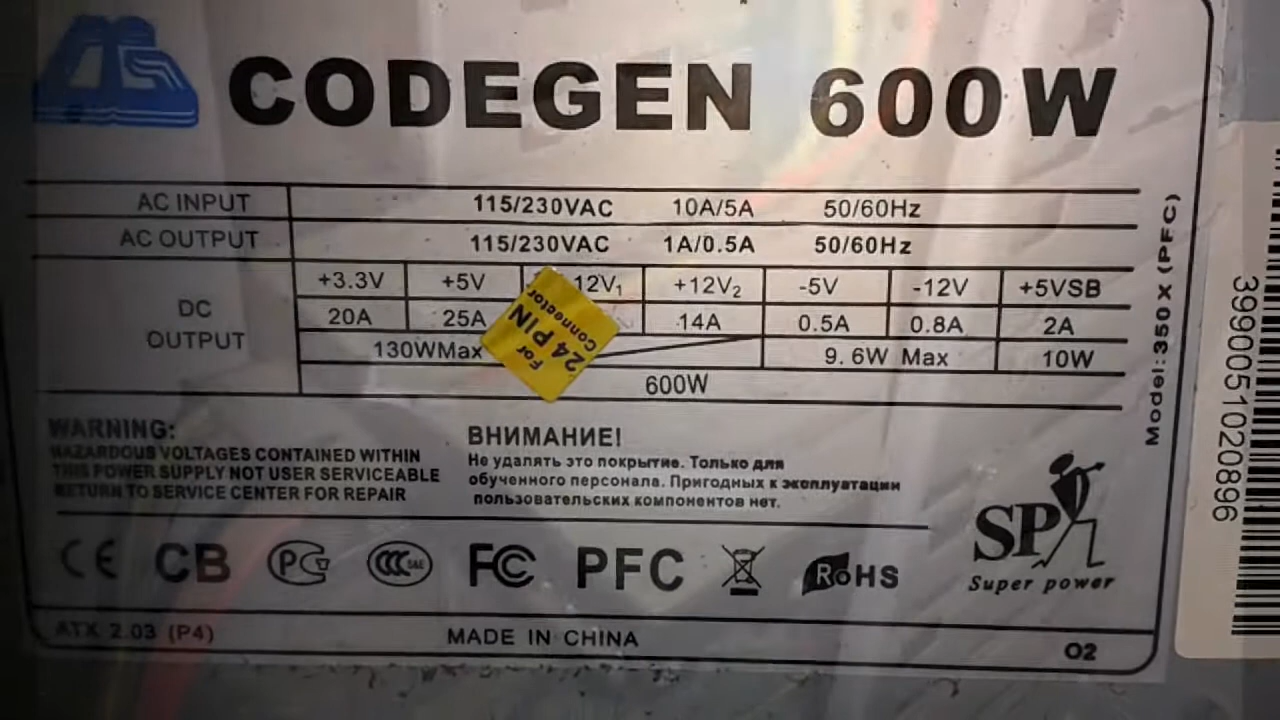 CODEGEN 600W
AC INPUT 115/230VAC 10A/5A 50/60Hz
AC OUTPUT 115/230VAC 1A/0.5A 50/60Hz
DC OUTPUT
+3.3V +5V 12V₁ +12V₂ -5V -12V +5VSB
20A 25A 14A 0.5A 0.8A 2A
130WMax 9.6W Max 10W
600W
For
24 PIN
Connector
WARNING:
HAZARDOUS VOLTAGES CONTAINED WITHIN
THIS POWER SUPPLY NOT USER SERVICEABLE
RETURN TO SERVICE CENTER FOR REPAIR
ВНИМАНИЕ!
Не удалять это покрытие. Только для
обученного персонала. Пригодных к эксплуатации
пользовательских компонентов нет.
Model:350X(PFC)
399005102089​6
SP
Super power
CE CB PC CCC S&E FC PFC RoHS
ATX 2.03 (P4) MADE IN CHINA 02